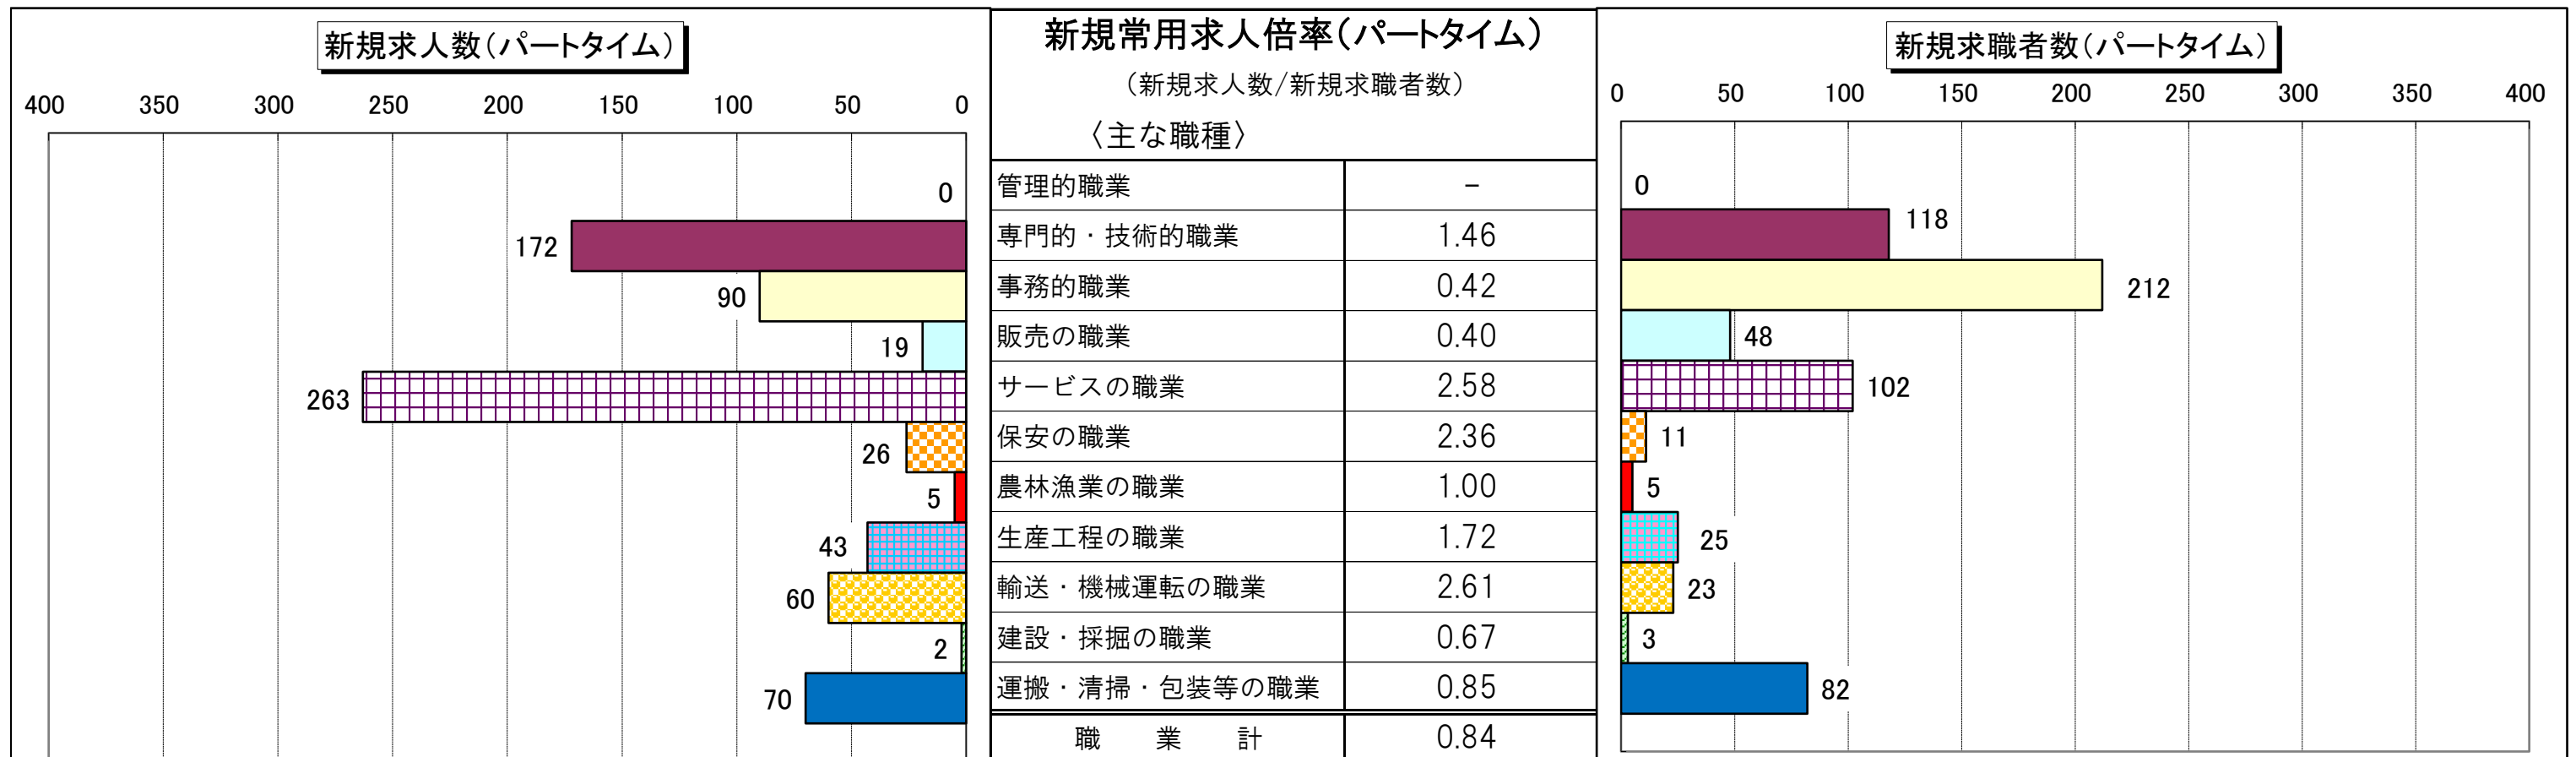 新規求人数（パートタイム）
400 350 300 250 200 150 100 50 0
0
172
90
19
263
26
5
43
60
2
70
新規常用求人倍率（パートタイム）
（新規求人数/新規求職者数）
〈主な職種〉
管理的職業 －
専門的・技術的職業 1.46
事務的職業 0.42
販売の職業 0.40
サービスの職業 2.58
保安の職業 2.36
農林漁業の職業 1.00
生産工程の職業 1.72
輸送・機械運転の職業 2.61
建設・採掘の職業 0.67
運搬・清掃・包装等の職業 0.85
職　業　計 0.84
新規求職者数（パートタイム）
0 50 100 150 200 250 300 350 400
0
118
212
48
102
11
5
25
23
3
82